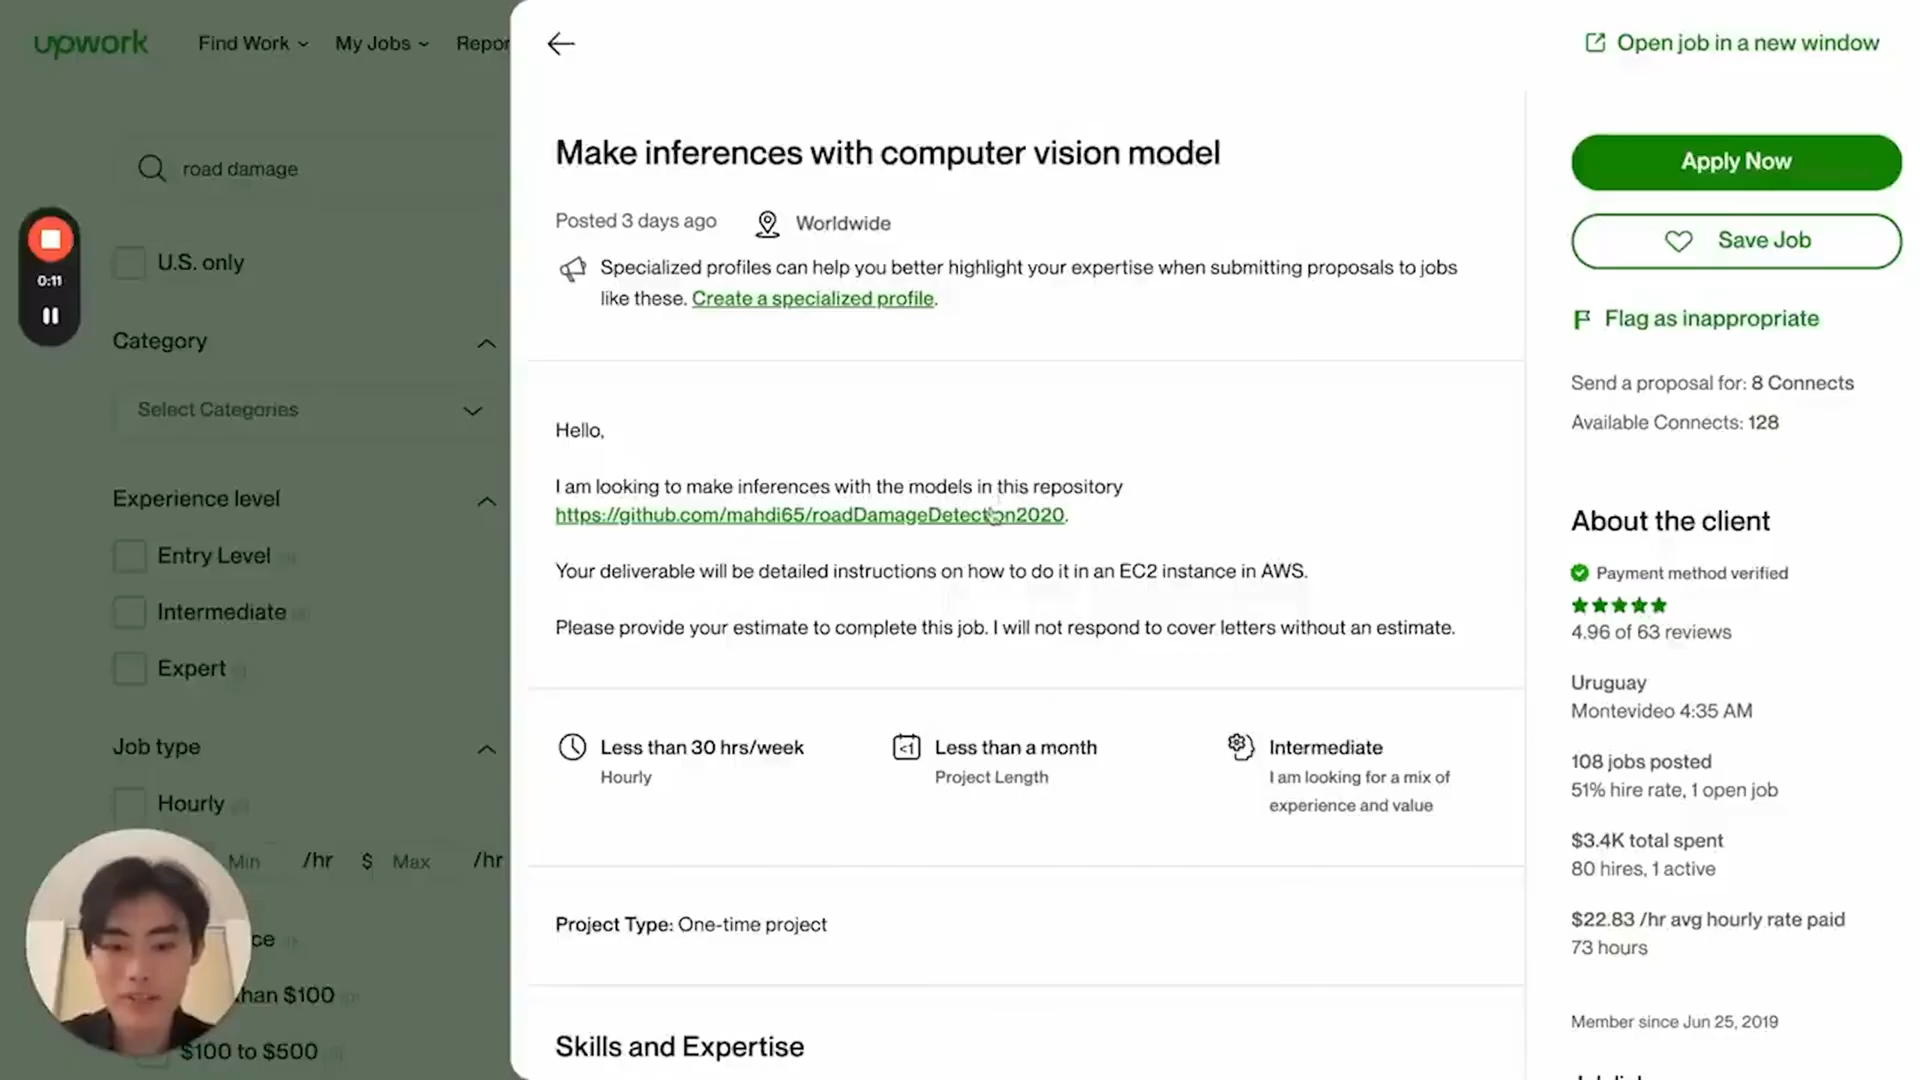 upwork
Find Work
My Jobs
Repor
Open job in a new window
road damage
0:11
U.S. only
Category
Select Categories
Experience level
Entry Level
Intermediate
Expert
Job type
Hourly
Min /hr $ Max /hr
ce
han $100
$100 to $500
Make inferences with computer vision model
Posted 3 days ago
Worldwide
Specialized profiles can help you better highlight your expertise when submitting proposals to jobs
like these. Create a specialized profile.
Hello,
I am looking to make inferences with the models in this repository
https://github.com/mahdi65/roadDamageDetection2020.
Your deliverable will be detailed instructions on how to do it in an EC2 instance in AWS.
Please provide your estimate to complete this job. I will not respond to cover letters without an estimate.
Less than 30 hrs/week
Hourly
<1
Less than a month
Project Length
Intermediate
I am looking for a mix of
experience and value
Project Type: One-time project
Skills and Expertise
Apply Now
Save Job
Flag as inappropriate
Send a proposal for: 8 Connects
Available Connects: 128
About the client
Payment method verified
4.96 of 63 reviews
Uruguay
Montevideo 4:35 AM
108 jobs posted
51% hire rate, 1 open job
$3.4K total spent
80 hires, 1 active
$22.83 /hr avg hourly rate paid
73 hours
Member since Jun 25, 2019